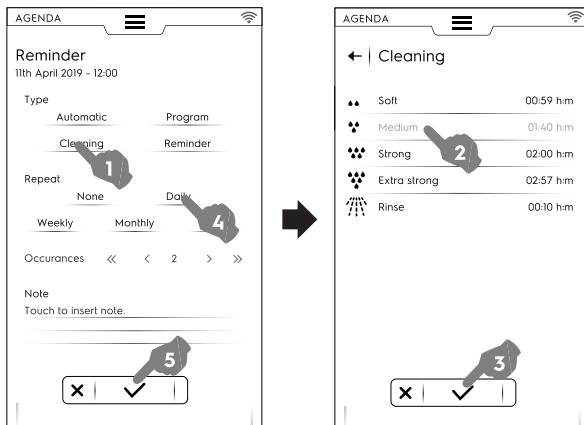 AGENDA
Reminder
11th April 2019 - 12:00
Type
Automatic Program
Cleaning Reminder
1
Repeat
None Daily
4
Weekly Monthly
Occurances << < 2 > >>
Note
Touch to insert note.
5
AGENDA
Cleaning
Soft 00:59 h:m
Medium 01:40 h:m
2
Strong 02:00 h:m
Extra strong 02:57 h:m
Rinse 00:10 h:m
3